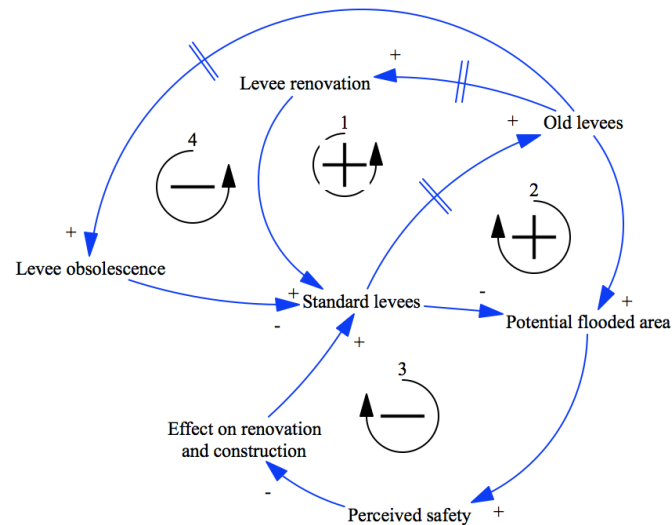 +
Levee renovation
+
Old levees
4
1
2
+
Levee obsolescence
+
Standard levees
-
-
+
Potential flooded area
+
3
Effect on renovation
and construction
-
Perceived safety
+